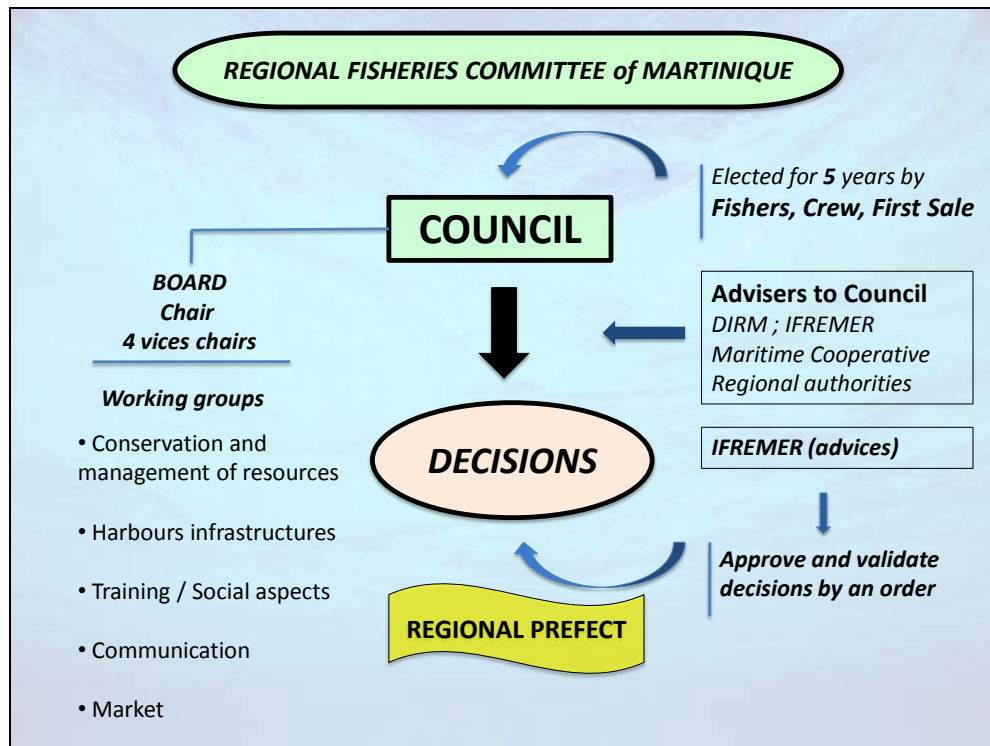 REGIONAL FISHERIES COMMITTEE of MARTINIQUE
Elected for 5 years by
Fishers, Crew, First Sale
COUNCIL
BOARD
Chair
4 vices chairs
Advisers to Council
DIRM ; IFREMER
Maritime Cooperative
Regional authorities
Working groups
• Conservation and
management of resources
• Harbours infrastructures
• Training / Social aspects
• Communication
• Market
DECISIONS
IFREMER (advices)
Approve and validate
decisions by an order
REGIONAL PREFECT